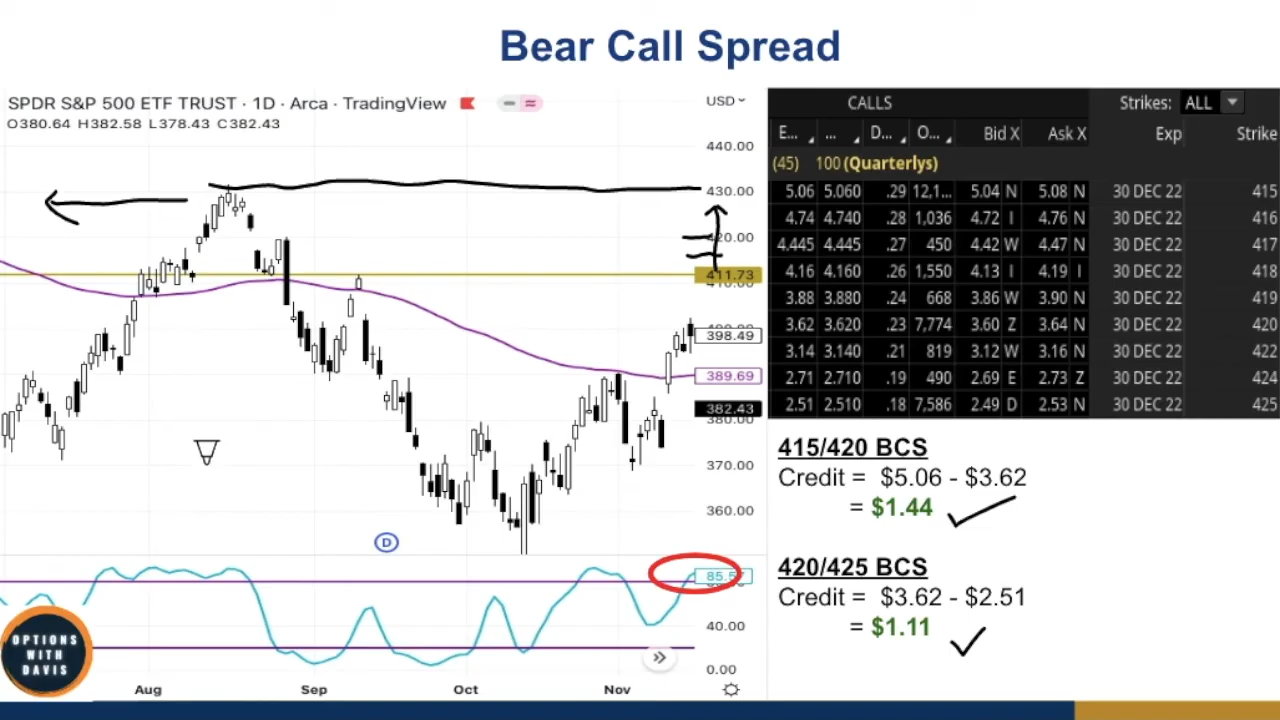 Bear Call Spread
SPDR S&P 500 ETF TRUST · 1D · Arca · TradingView
O380.64 H382.58 L378.43 C382.43
USD
440.00
430.00
420.00
411.73
410.00
398.49
389.69
382.43
380.00
370.00
360.00
D
85.57
40.00
0.00
Aug Sep Oct Nov
OPTIONS
WITH
DAVIS
CALLS Strikes: ALL
E... ... D... O... Bid X Ask X Exp Strike
(45) 100 (Quarterlys)
5.06 5.060 .29 12,1... 5.04 N 5.08 N 30 DEC 22 415
4.74 4.740 .28 1,036 4.72 I 4.76 N 30 DEC 22 416
4.445 4.445 .27 450 4.42 W 4.47 N 30 DEC 22 417
4.16 4.160 .26 1,550 4.13 I 4.19 I 30 DEC 22 418
3.88 3.880 .24 668 3.86 W 3.90 N 30 DEC 22 419
3.62 3.620 .23 7,774 3.60 Z 3.64 N 30 DEC 22 420
3.14 3.140 .21 819 3.12 W 3.16 N 30 DEC 22 422
2.71 2.710 .19 490 2.69 E 2.73 Z 30 DEC 22 424
2.51 2.510 .18 7,586 2.49 D 2.53 N 30 DEC 22 425
415/420 BCS
Credit = $5.06 - $3.62
= $1.44
420/425 BCS
Credit = $3.62 - $2.51
= $1.11